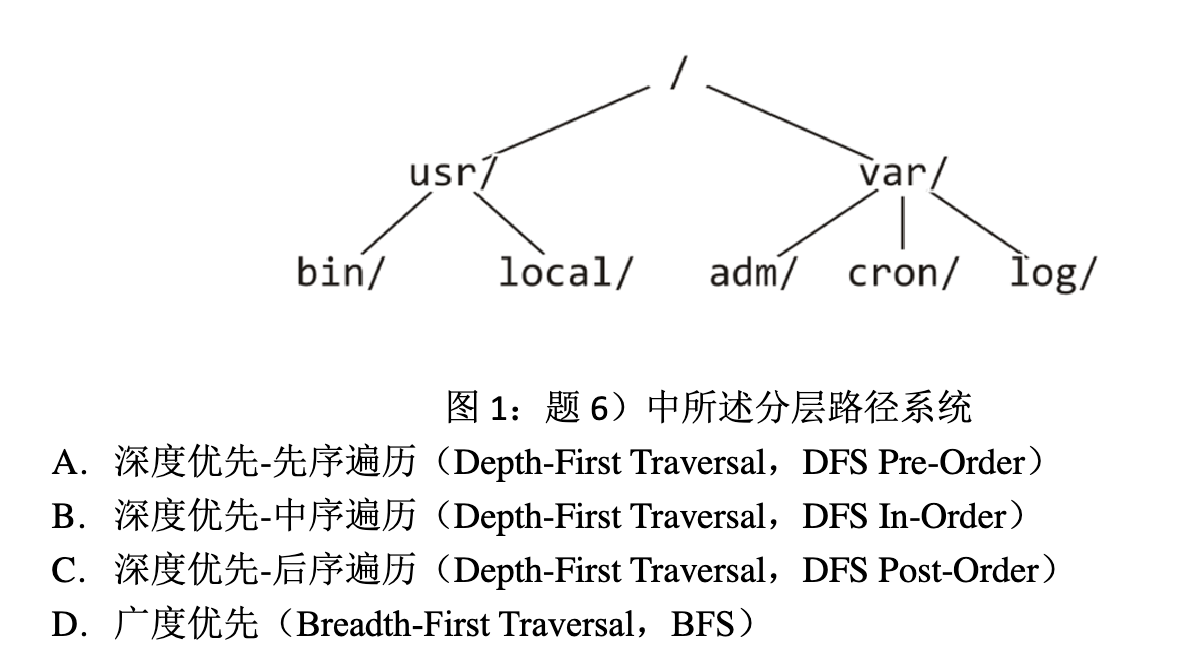 /
usr/ var/
bin/ local/ adm/ cron/ log/
图 1：题 6）中所述分层路径系统
A. 深度优先-先序遍历（Depth-First Traversal，DFS Pre-Order）
B. 深度优先-中序遍历（Depth-First Traversal，DFS In-Order）
C. 深度优先-后序遍历（Depth-First Traversal，DFS Post-Order）
D. 广度优先（Breadth-First Traversal，BFS）